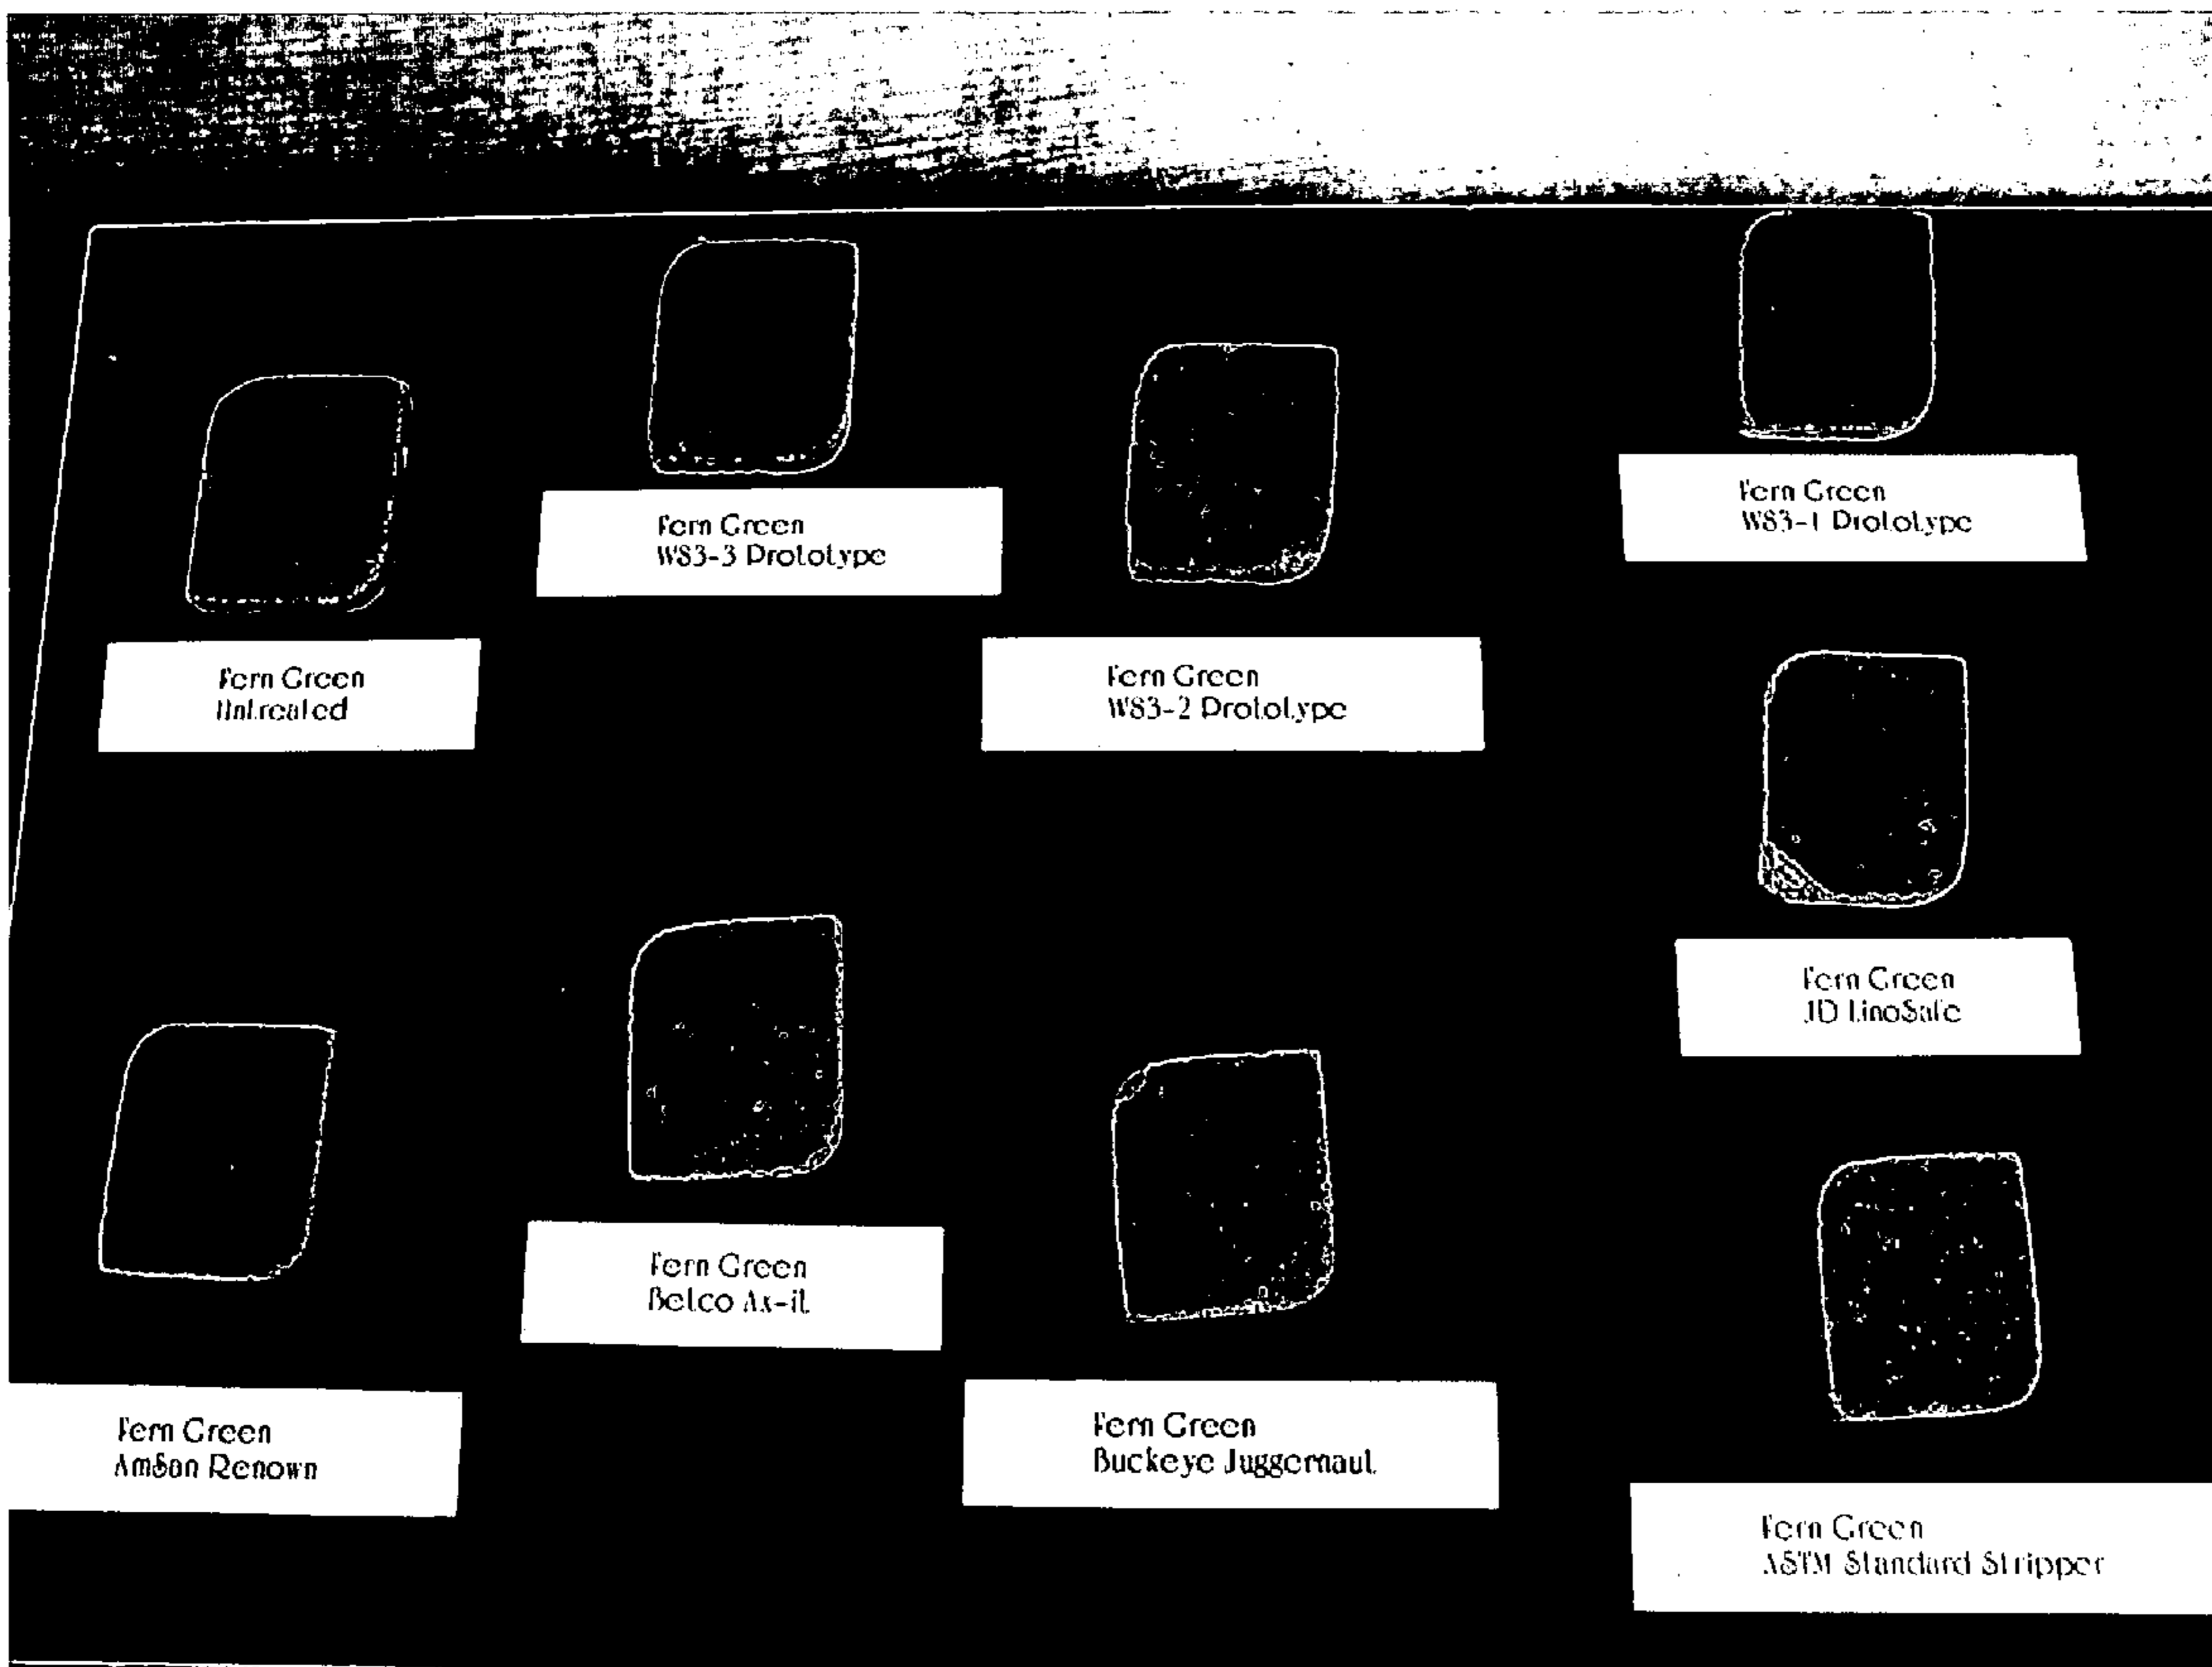 Fern Green
WS3-3 Prototype
Fern Green
WS3-1 Prototype
Fern Green
Untreated
Fern Green
WS3-2 Prototype
Fern Green
JD LinoSafe
Fern Green
Betco Ax-it
Fern Green
AmSan Renown
Fern Green
Buckeye Juggernaut
Fern Green
ASTM Standard Stripper